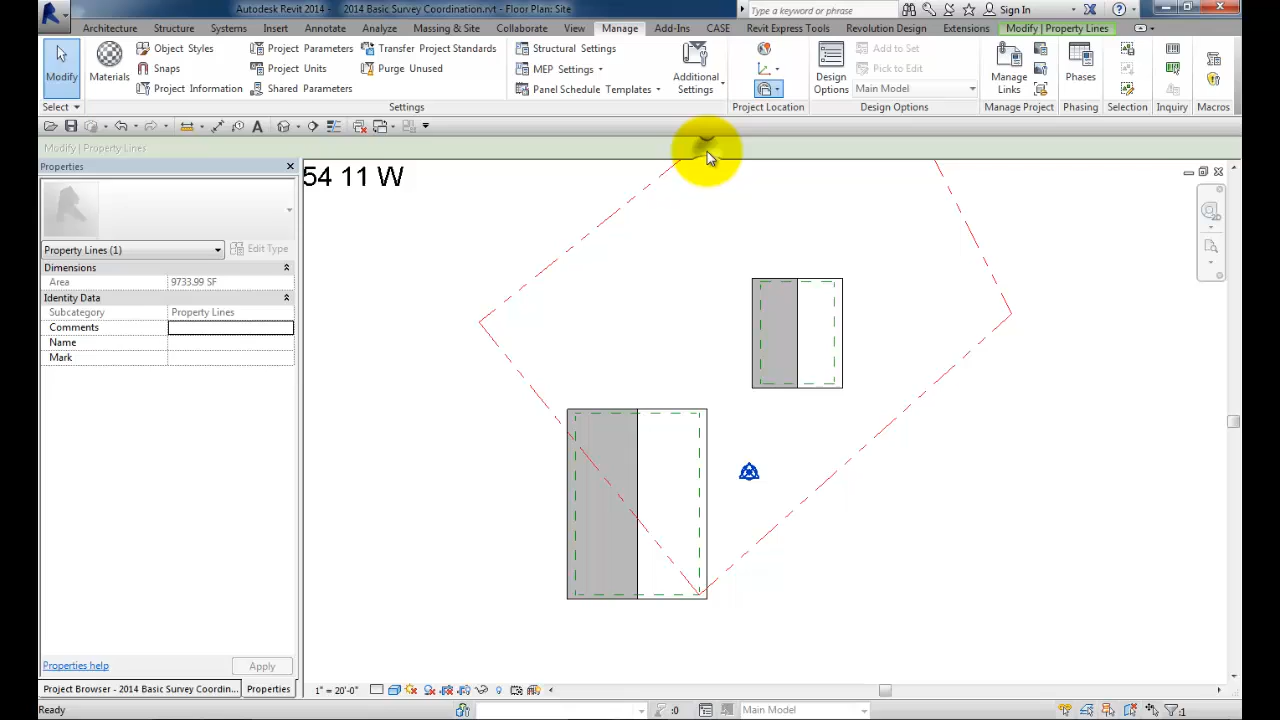 Autodesk Revit 2014 - 2014 Basic Survey Coordination.rvt - Floor Plan: Site
Type a keyword or phrase
Sign In
Architecture Structure Systems Insert Annotate Analyze Massing & Site Collaborate View Manage Add-Ins CASE Revit Express Tools Revolution Design Extensions Modify | Property Lines
Modify
Select
Materials
Object Styles
Snaps
Project Information
Project Parameters
Project Units
Shared Parameters
Transfer Project Standards
Purge Unused
Settings
Structural Settings
MEP Settings
Panel Schedule Templates
Additional
Settings
Project Location
Design
Options
Add to Set
Pick to Edit
Main Model
Design Options
Manage
Links
Manage Project
Phases
Phasing
Selection
Inquiry
Macros
Modify | Property Lines
Properties
Property Lines (1)
Edit Type
Dimensions
Area 9733.99 SF
Identity Data
Subcategory Property Lines
Comments
Name
Mark
Properties help
Apply
Project Browser - 2014 Basic Survey Coordin...
Properties
54 11 W
1" = 20'-0"
Ready
:0
Main Model
:1